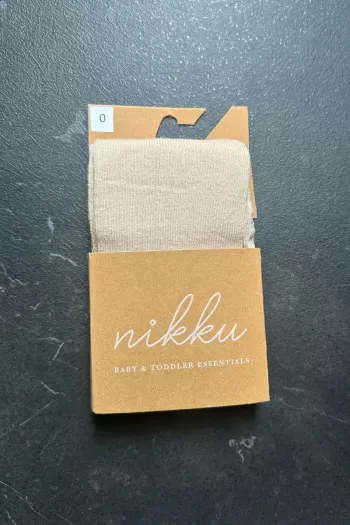 0
nikku
BABY & TODDLER ESSENTIALS